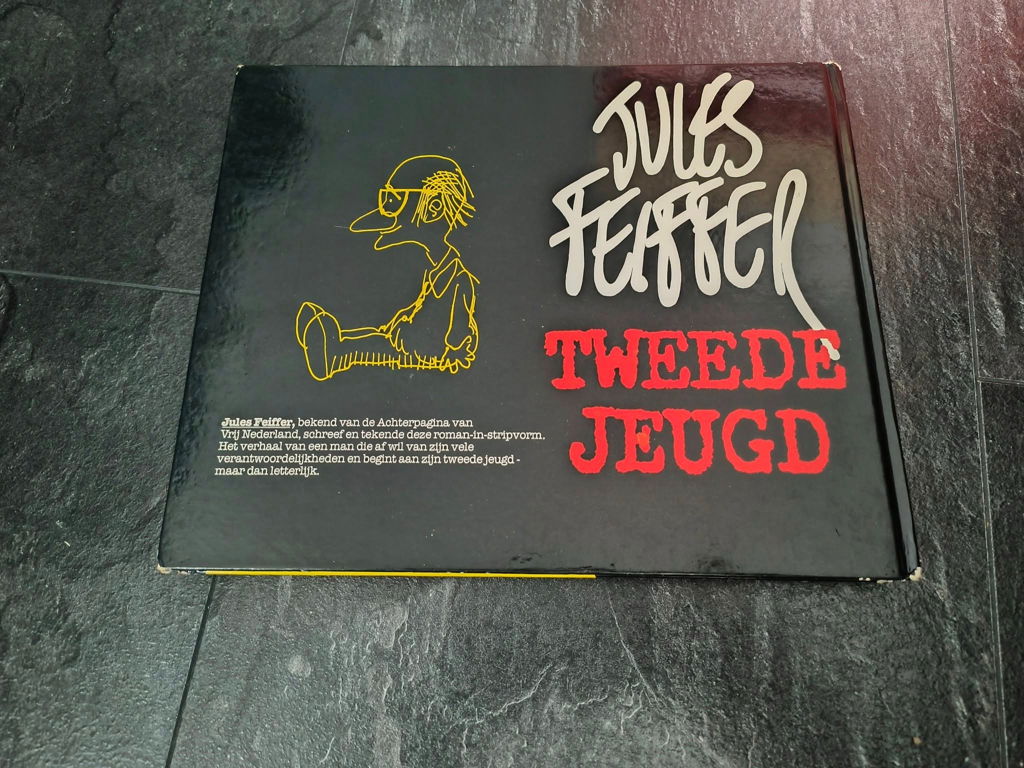 JULES
FEIFFER
TWEEDE
JEUGD
Jules Feiffer, bekend van de Achterpagina van
Vrij Nederland, schreef en tekende deze roman-in-stripvorm.
Het verhaal van een man die af wil van zijn vele
verantwoordelijkheden en begint aan zijn tweede jeugd -
maar dan letterlijk.